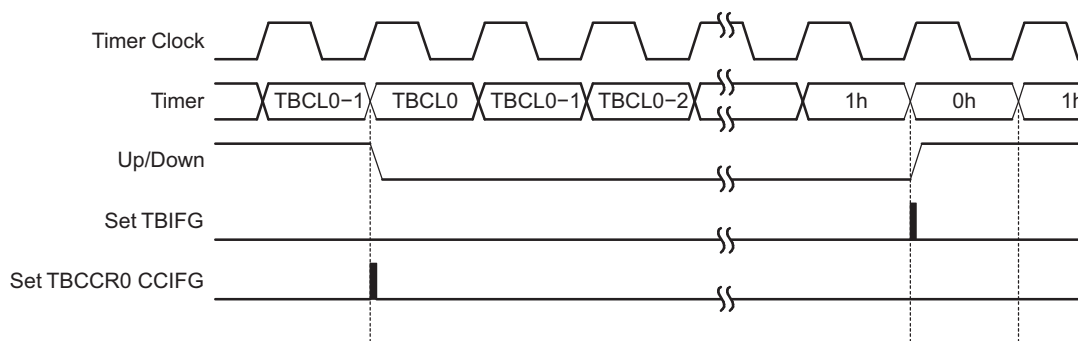 Timer Clock
Timer TBCL0−1 TBCL0 TBCL0−1 TBCL0−2 1h 0h 1h
Up/Down
Set TBIFG
Set TBCCR0 CCIFG